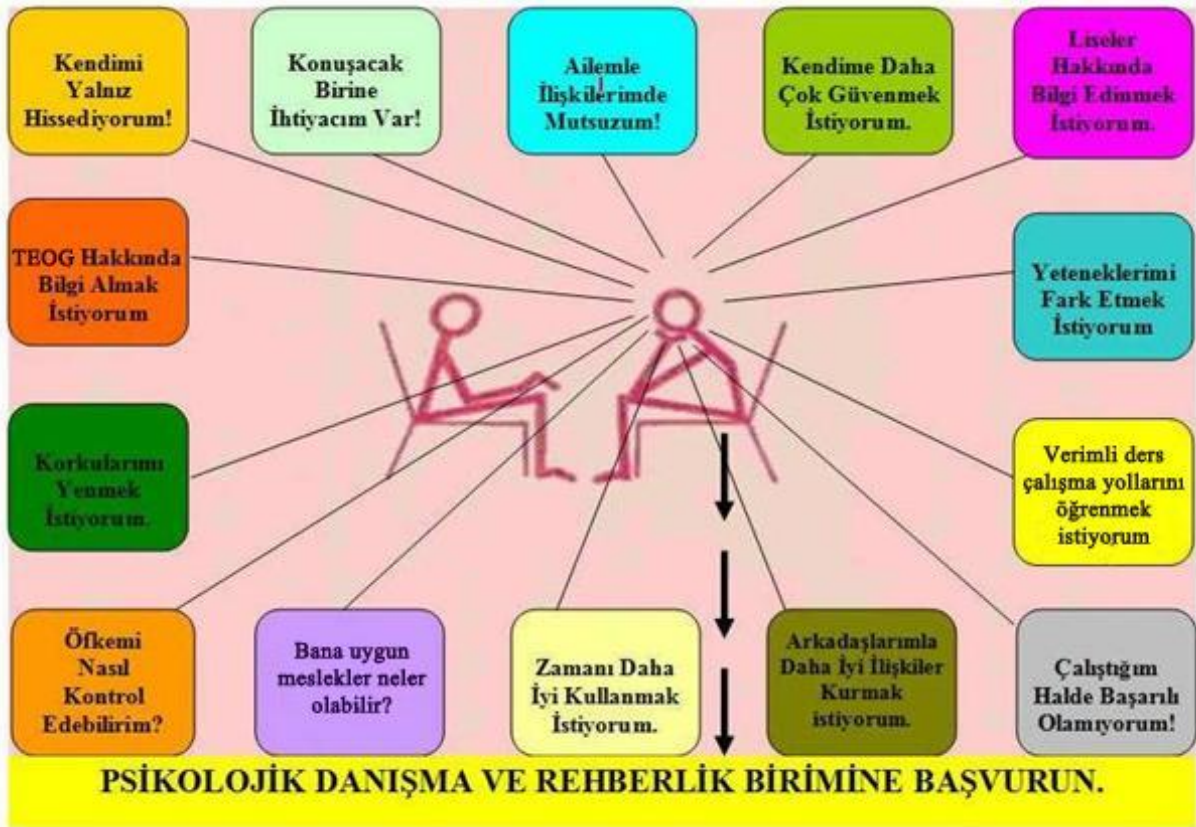 Kendimi
Yalnız
Hissediyorum!
Konuşacak
Birine
İhtiyacım Var!
Ailemle
İlişkilerimde
Mutsuzum!
Kendime Daha
Çok Güvenmek
İstiyorum.
Liseler
Hakkında
Bilgi Edinmek
İstiyorum.
TEOG Hakkında
Bilgi Almak
İstiyorum
Yeteneklerimi
Fark Etmek
İstiyorum
Korkularımı
Yenmek
İstiyorum.
Verimli ders
çalışma yollarını
öğrenmek
istiyorum
Öfkemi
Nasıl
Kontrol
Edebilirim?
Bana uygun
meslekler neler
olabilir?
Zamanı Daha
İyi Kullanmak
İstiyorum.
Arkadaşlarımla
Daha İyi İlişkiler
Kurmak
istiyorum.
Çalıştığım
Halde Başarılı
Olamıyorum!
PSİKOLOJİK DANIŞMA VE REHBERLİK BİRİMİNE BAŞVURUN.